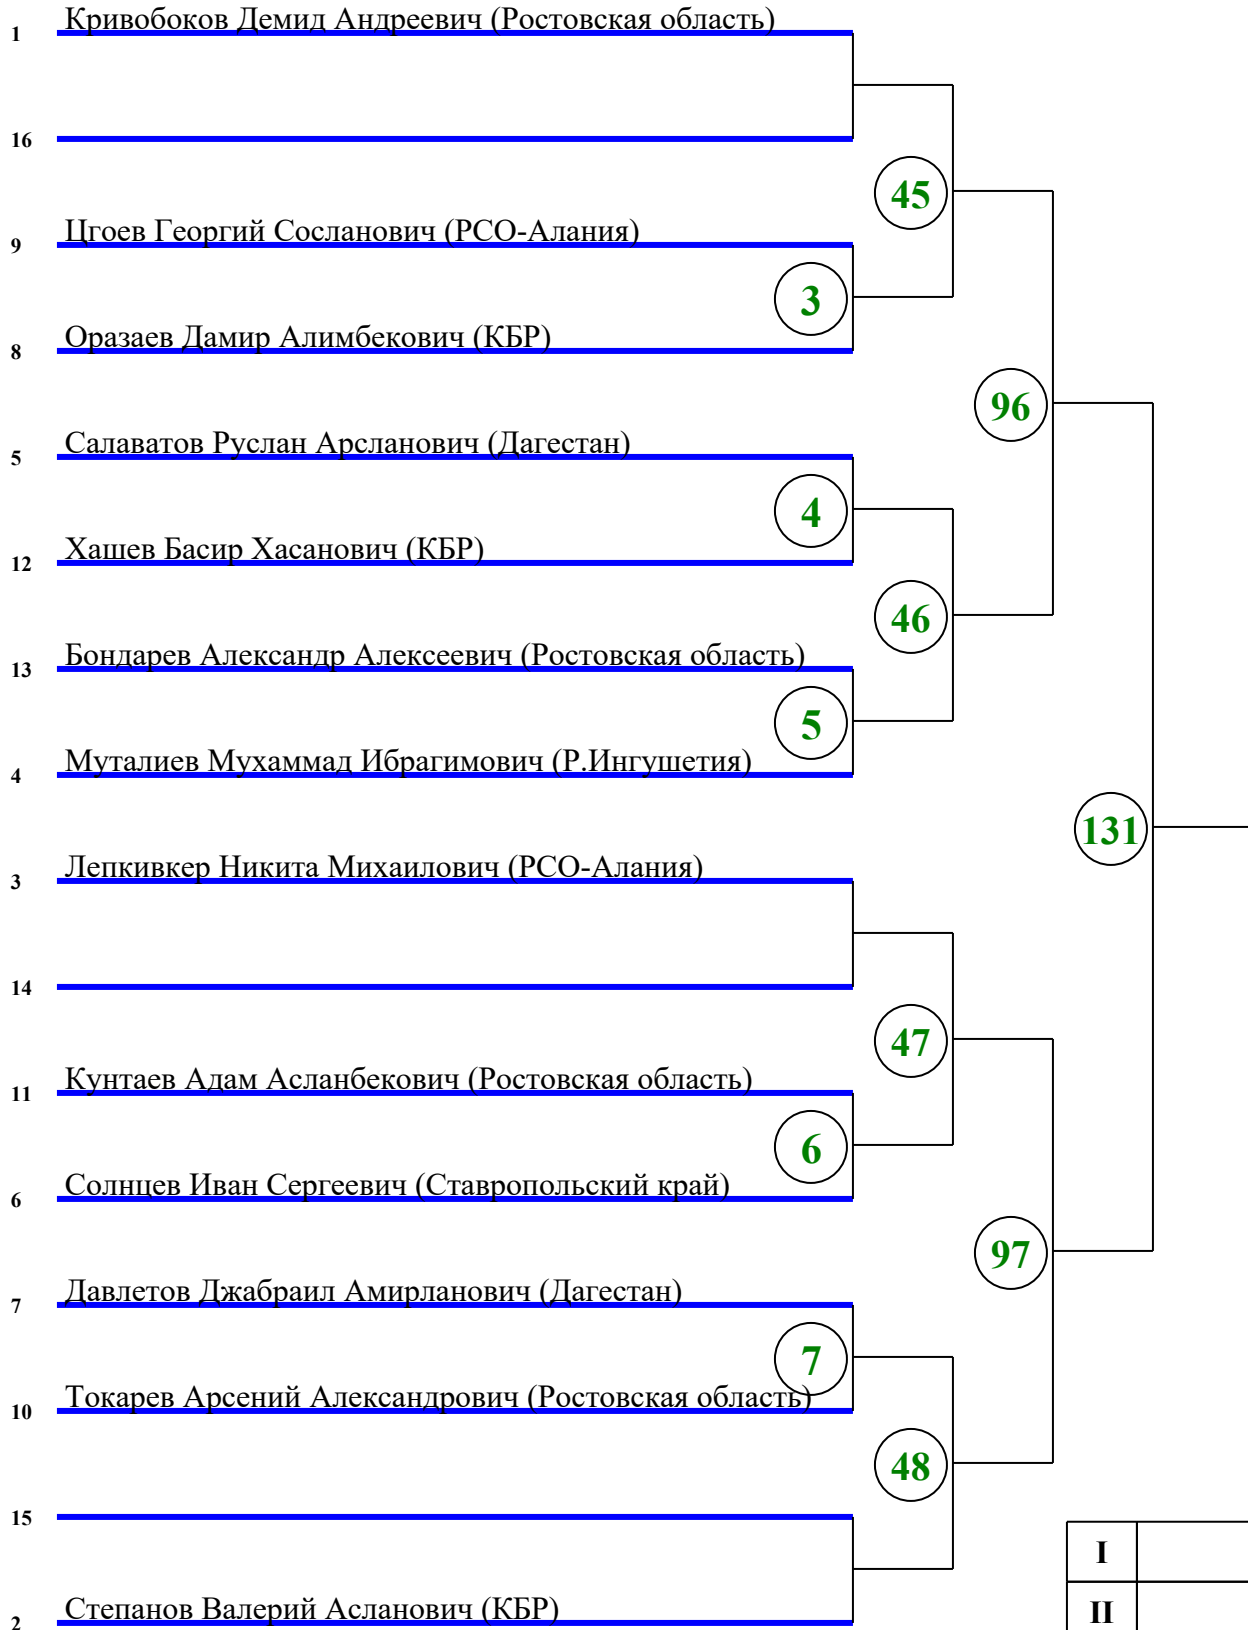 1 Кривобоков Демид Андреевич (Ростовская область)
16
45
9 Цгоев Георгий Сосланович (РСО-Алания)
3
8 Оразаев Дамир Алимбекович (КБР)
96
5 Салаватов Руслан Арсланович (Дагестан)
4
12 Хашев Басир Хасанович (КБР)
46
13 Бондарев Александр Алексеевич (Ростовская область)
5
4 Муталиев Мухаммад Ибрагимович (Р.Ингушетия)
131
3 Лепкивкер Никита Михаилович (РСО-Алания)
14
47
11 Кунтаев Адам Асланбекович (Ростовская область)
6
6 Солнцев Иван Сергеевич (Ставропольский край)
97
7 Давлетов Джабраил Амирланович (Дагестан)
7
10 Токарев Арсений Александрович (Ростовская область)
48
15
I
2 Степанов Валерий Асланович (КБР)
II